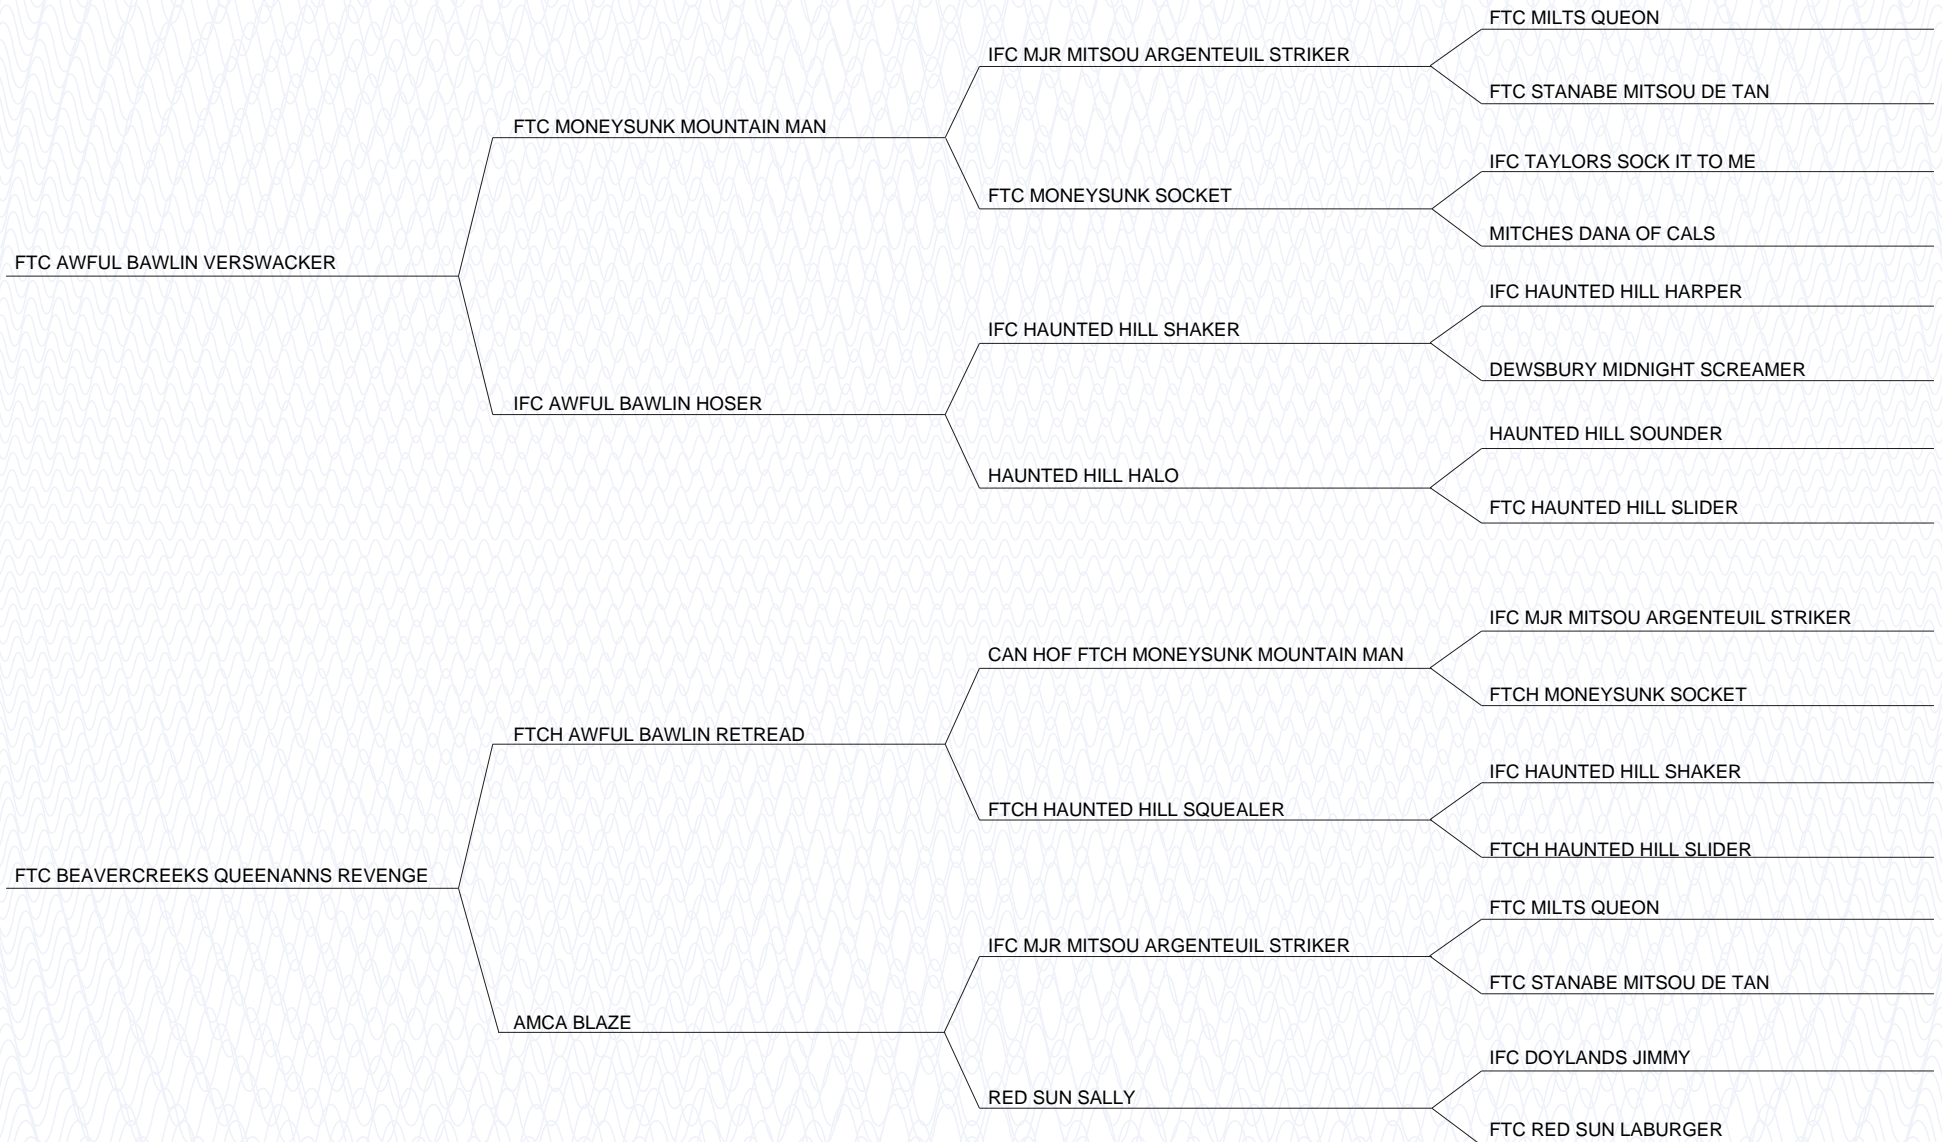 FTC MILTS QUEON
IFC MJR MITSOU ARGENTEUIL STRIKER
FTC STANABE MITSOU DE TAN
FTC MONEYSUNK MOUNTAIN MAN
IFC TAYLORS SOCK IT TO ME
FTC MONEYSUNK SOCKET
MITCHES DANA OF CALS
FTC AWFUL BAWLIN VERSWACKER
IFC HAUNTED HILL HARPER
IFC HAUNTED HILL SHAKER
DEWSBURY MIDNIGHT SCREAMER
IFC AWFUL BAWLIN HOSER
HAUNTED HILL SOUNDER
HAUNTED HILL HALO
FTC HAUNTED HILL SLIDER
IFC MJR MITSOU ARGENTEUIL STRIKER
CAN HOF FTCH MONEYSUNK MOUNTAIN MAN
FTCH MONEYSUNK SOCKET
FTCH AWFUL BAWLIN RETREAD
IFC HAUNTED HILL SHAKER
FTCH HAUNTED HILL SQUEALER
FTCH HAUNTED HILL SLIDER
FTC BEAVERCREEKS QUEENANNS REVENGE
FTC MILTS QUEON
IFC MJR MITSOU ARGENTEUIL STRIKER
FTC STANABE MITSOU DE TAN
AMCA BLAZE
IFC DOYLANDS JIMMY
RED SUN SALLY
FTC RED SUN LABURGER